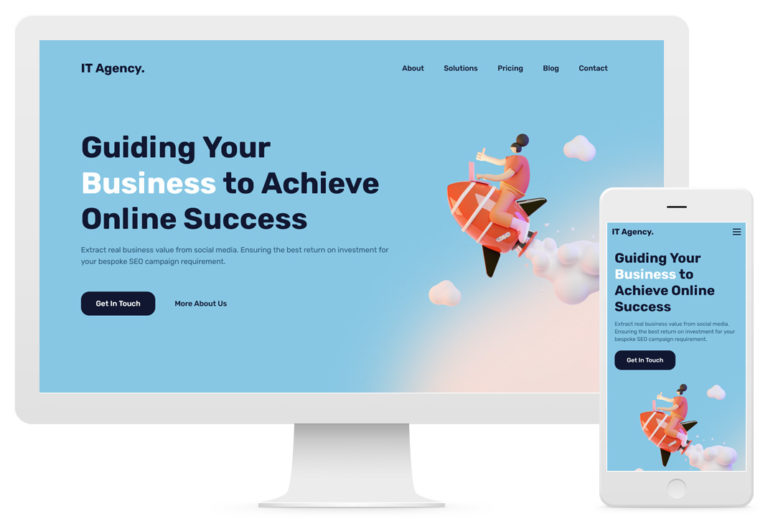 IT Agency.
About Solutions Pricing Blog Contact
Guiding Your
Business to Achieve
Online Success
Extract real business value from social media. Ensuring the best return on investment for
your bespoke SEO campaign requirement.
Get In Touch More About Us
IT Agency.
Guiding Your
Business to
Achieve Online
Success
Extract real business value from social media.
Ensuring the best return on investment for your
bespoke SEO campaign requirement.
Get In Touch